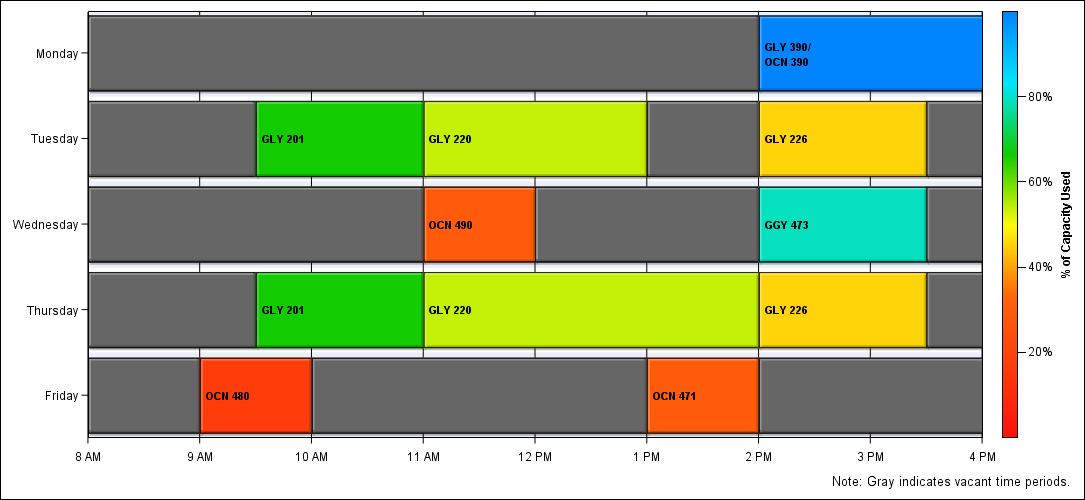 Monday
GLY 390/
OCN 390
Tuesday
GLY 201
GLY 220
GLY 226
Wednesday
OCN 490
GGY 473
Thursday
GLY 201
GLY 220
GLY 226
Friday
OCN 480
OCN 471
8 AM
9 AM
10 AM
11 AM
12 PM
1 PM
2 PM
3 PM
4 PM
80%
60%
40%
20%
% of Capacity Used
Note: Gray indicates vacant time periods.